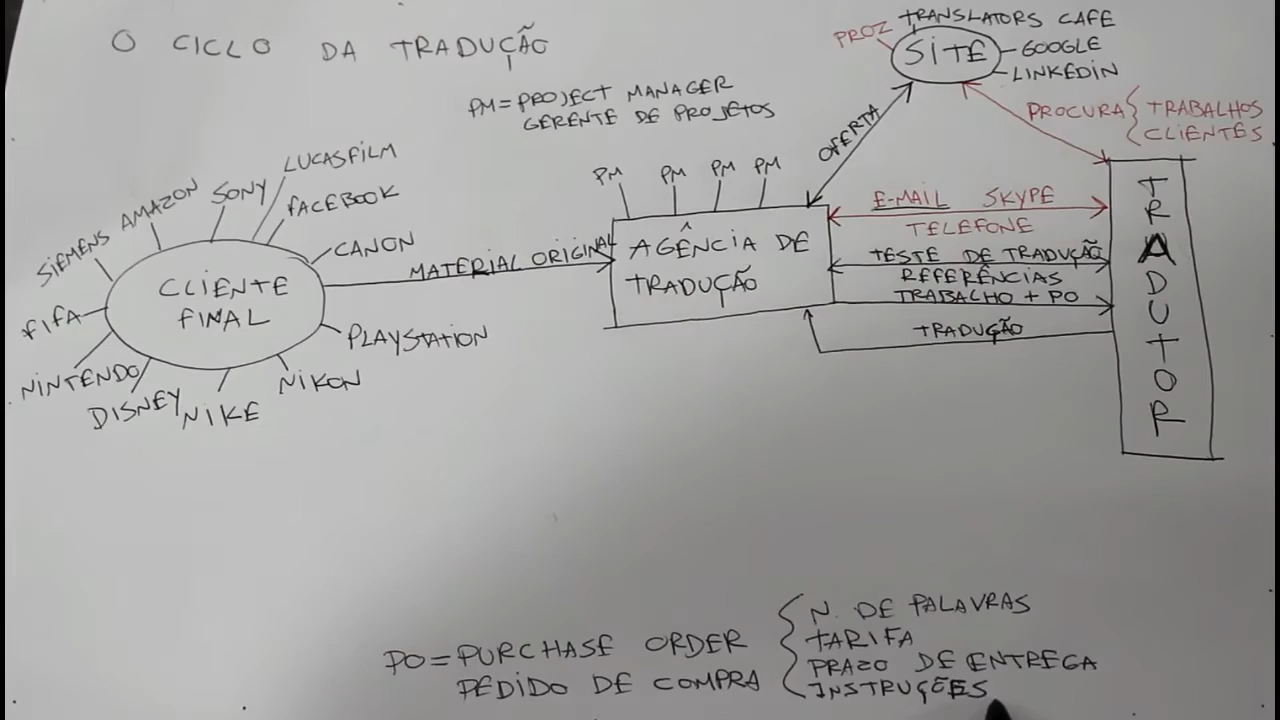 O CICLO DA TRADUÇÃO
PM = PROJECT MANAGER
GERENTE DE PROJETOS
PROZ
TRANSLATORS CAFE
SITE
GOOGLE
LINKEDIN
OFERTA
PROCURA { TRABALHOS
CLIENTES
LUCASFILM
SONY
FACEBOOK
AMAZON
SIEMENS
CANON
FIFA
CLIENTE
FINAL
PLAYSTATION
NINTENDO
DISNEY
NIKE
NIKON
MATERIAL ORIGINAL
PM PM PM PM
AGÊNCIA DE
TRADUÇÃO
E-MAIL SKYPE
TELEFONE
TESTE DE TRADUÇÃO
REFERÊNCIAS
TRABACHO + PO
TRADUÇÃO
TRADUTOR
PO = PURCHASE ORDER
PEDIDO DE COMPRA
{ N. DE PALAVRAS
TARIFA
PRAZO DE ENTREGA
INSTRUÇÕES